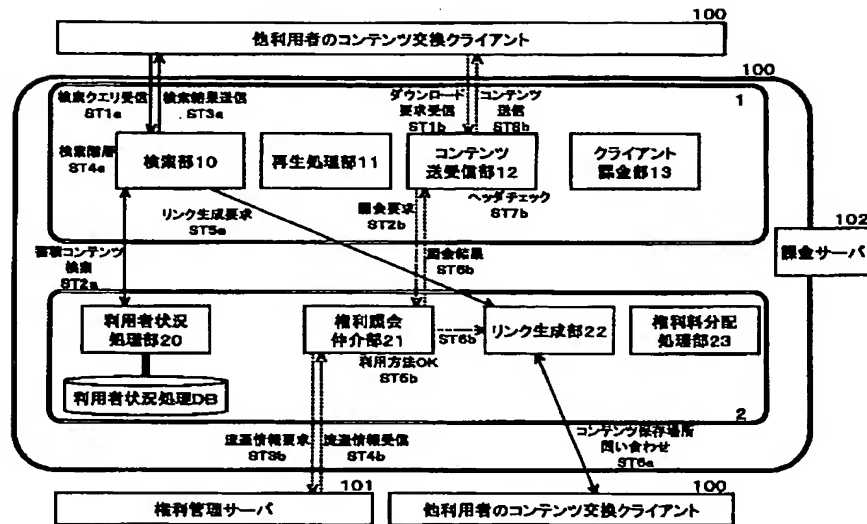 100
他利用者のコンテンツ交換クライアント
100
1
検索クエリ受信
ST1a
検索結果送信
ST3a
ダウンロード
要求受信
ST1b
コンテンツ
送信
ST8b
検索階層
ST4a
検索部10
再生処理部11
コンテンツ
送受信部12
クライアント
課金部13
ヘッダチェック
ST7b
リンク生成要求
ST5a
照会要求
ST2b
照会結果
ST6b
102
課金サーバ
蓄積コンテンツ
検索
ST2a
利用者状況
処理部20
権利照会
仲介部21
ST6b
リンク生成部22
権利料分配
処理部23
利用方法OK
ST5b
利用者状況処理DB
2
流通情報要求
ST3b
流通情報受信
ST4b
コンテンツ保存場所
問い合わせ
ST6a
101
権利管理サーバ
100
他利用者のコンテンツ交換クライアント